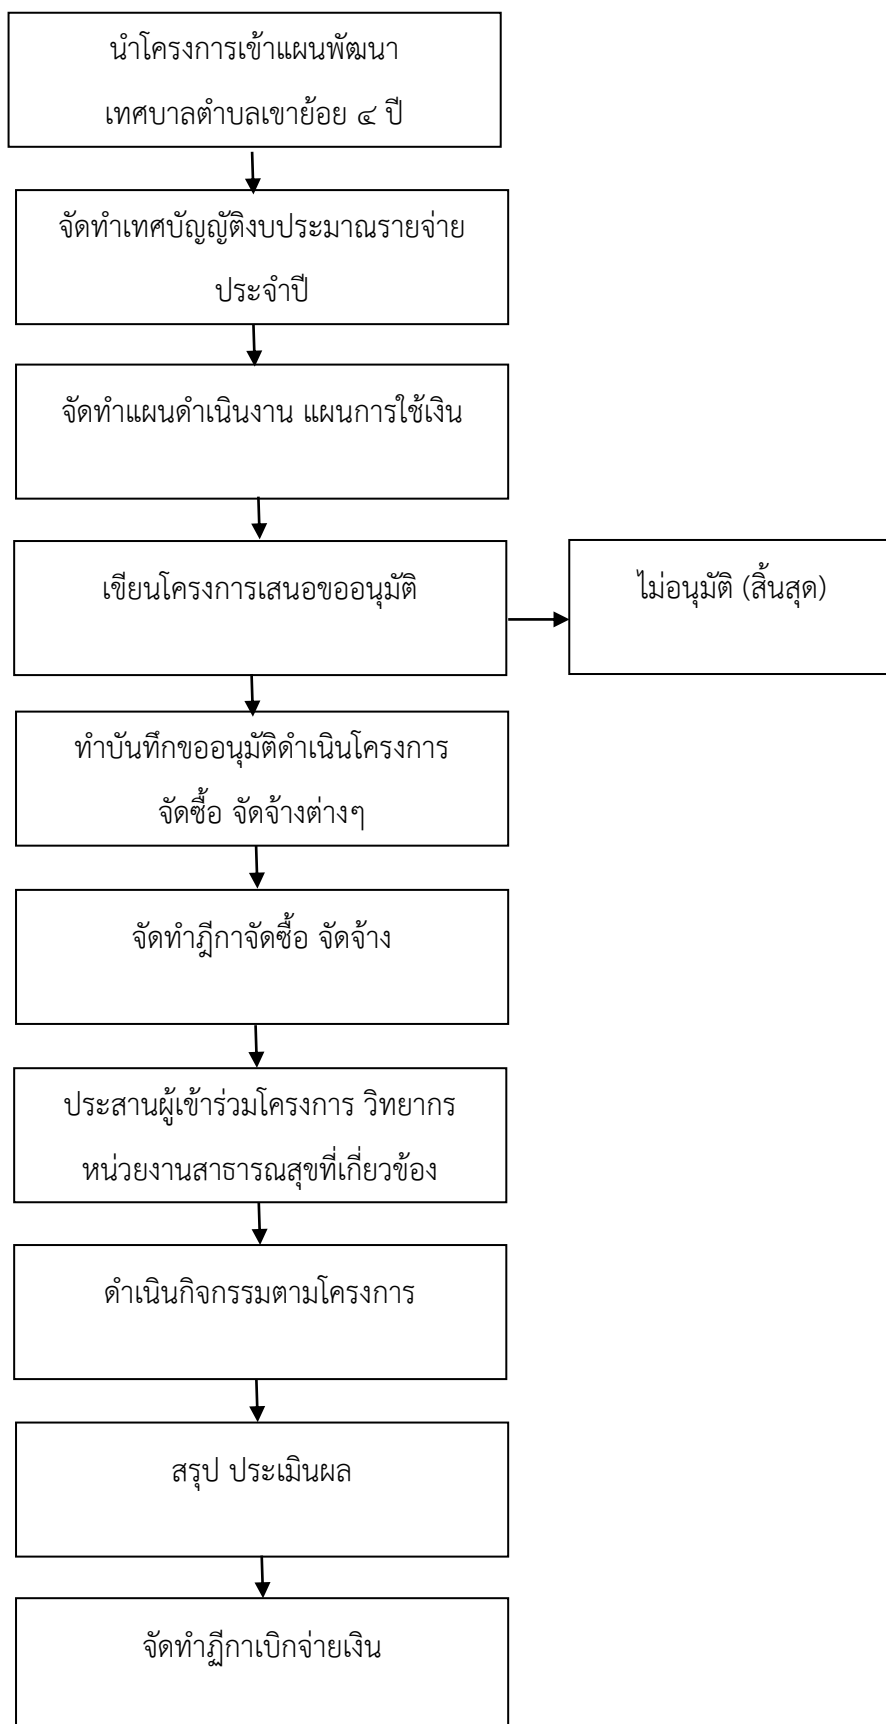 นำโครงการเข้าแผนพัฒนา
เทศบาลตำบลเขาย้อย ๔ ปี
จัดทำเทศบัญญัติงบประมาณรายจ่าย
ประจำปี
จัดทำแผนดำเนินงาน แผนการใช้เงิน
เขียนโครงการเสนอขออนุมัติ
ไม่อนุมัติ (สิ้นสุด)
ทำบันทึกขออนุมัติดำเนินโครงการ
จัดซื้อ จัดจ้างต่างๆ
จัดทำฎีกาจัดซื้อ จัดจ้าง
ประสานผู้เข้าร่วมโครงการ วิทยากร
หน่วยงานสาธารณสุขที่เกี่ยวข้อง
ดำเนินกิจกรรมตามโครงการ
สรุป ประเมินผล
จัดทำฏีกาเบิกจ่ายเงิน